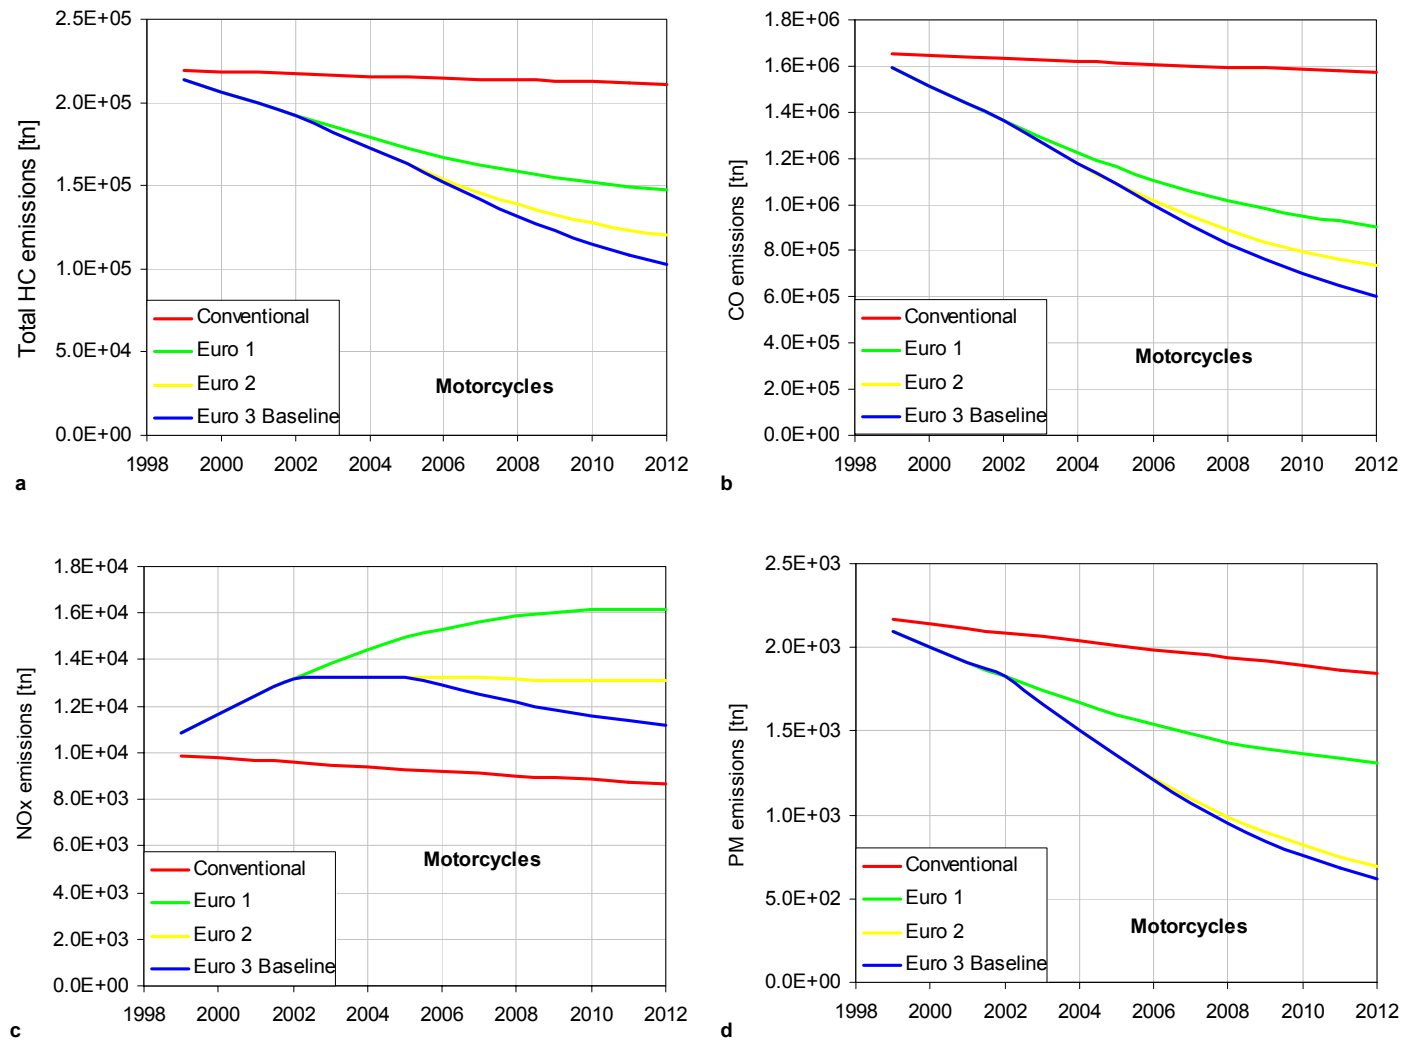 2.5E+05
2.0E+05
1.5E+05
1.0E+05
5.0E+04
0.0E+00
Total HC emissions [tn]
Conventional
Euro 1
Euro 2
Euro 3 Baseline
Motorcycles
1998 2000 2002 2004 2006 2008 2010 2012
a
1.8E+06
1.6E+06
1.4E+06
1.2E+06
1.0E+06
8.0E+05
6.0E+05
4.0E+05
2.0E+05
0.0E+00
CO emissions [tn]
Conventional
Euro 1
Euro 2
Euro 3 Baseline
Motorcycles
1998 2000 2002 2004 2006 2008 2010 2012
b
1.8E+04
1.6E+04
1.4E+04
1.2E+04
1.0E+04
8.0E+03
6.0E+03
4.0E+03
2.0E+03
0.0E+00
NOx emissions [tn]
Conventional
Euro 1
Euro 2
Euro 3 Baseline
Motorcycles
1998 2000 2002 2004 2006 2008 2010 2012
c
2.5E+03
2.0E+03
1.5E+03
1.0E+03
5.0E+02
0.0E+00
PM emissions [tn]
Conventional
Euro 1
Euro 2
Euro 3 Baseline
Motorcycles
1998 2000 2002 2004 2006 2008 2010 2012
d